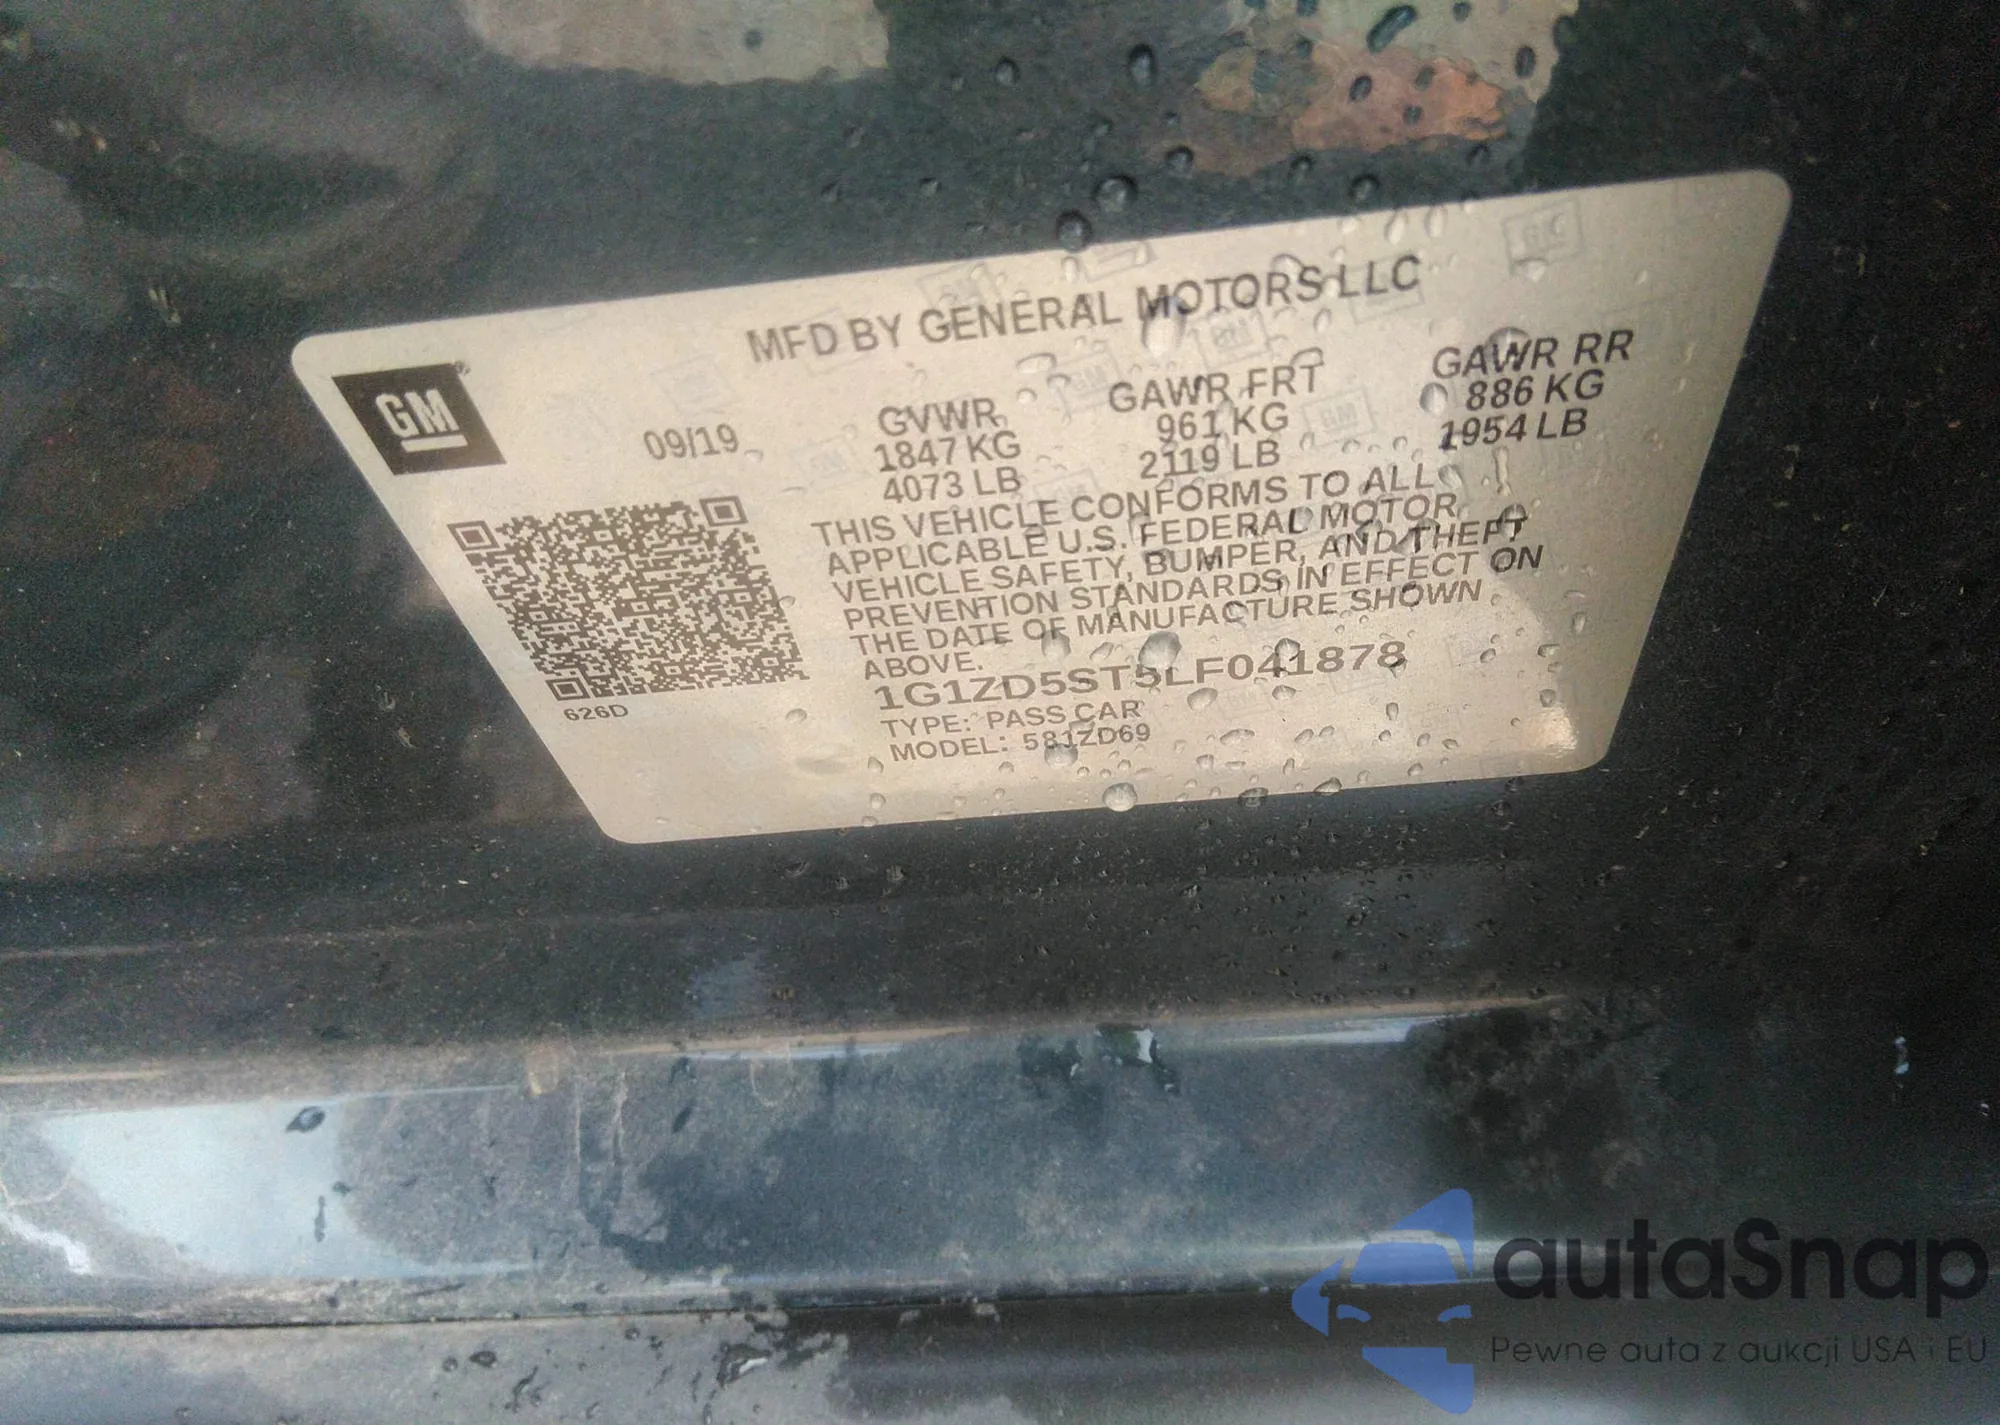 MFD BY GENERAL MOTORS LLC
GM
09/19
GVWR
1847 KG
4073 LB
GAWR FRT
961 KG
2119 LB
GAWR RR
886 KG
1954 LB
THIS VEHICLE CONFORMS TO ALL
APPLICABLE U.S. FEDERAL MOTOR
VEHICLE SAFETY, BUMPER, AND THEFT
PREVENTION STANDARDS IN EFFECT ON
THE DATE OF MANUFACTURE SHOWN
ABOVE.
1G1ZD5ST5LF041878
TYPE: PASS CAR
MODEL: 581ZD69
626D
autaSnap
Pewne auta z aukcji USA i EU